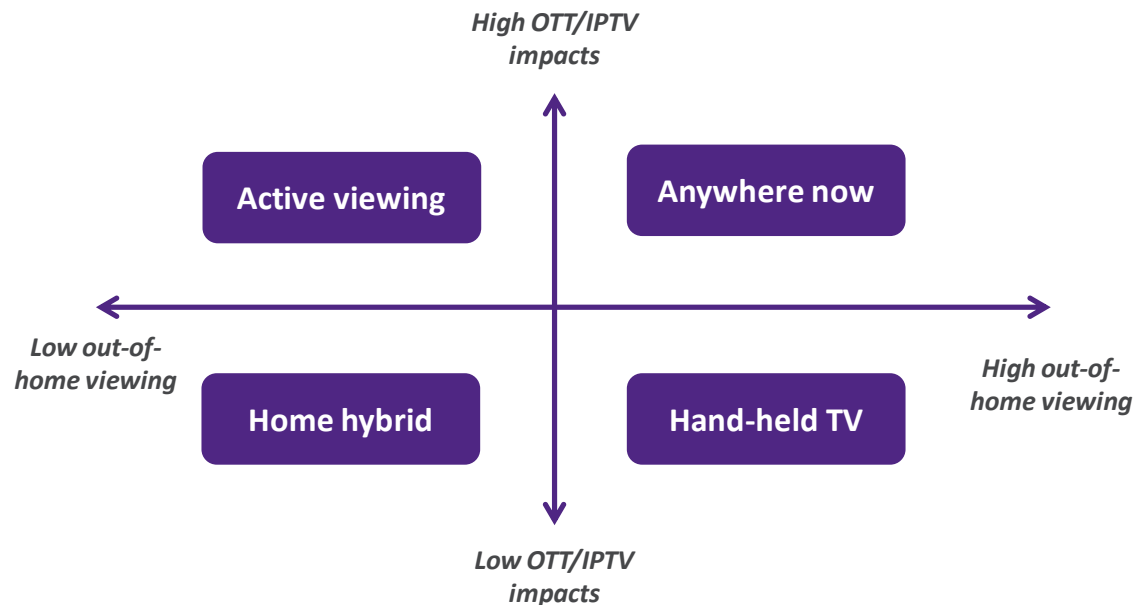 High OTT/IPTV
impacts
Active viewing
Anywhere now
Low out-of-
home viewing
High out-of-
home viewing
Home hybrid
Hand-held TV
Low OTT/IPTV
impacts